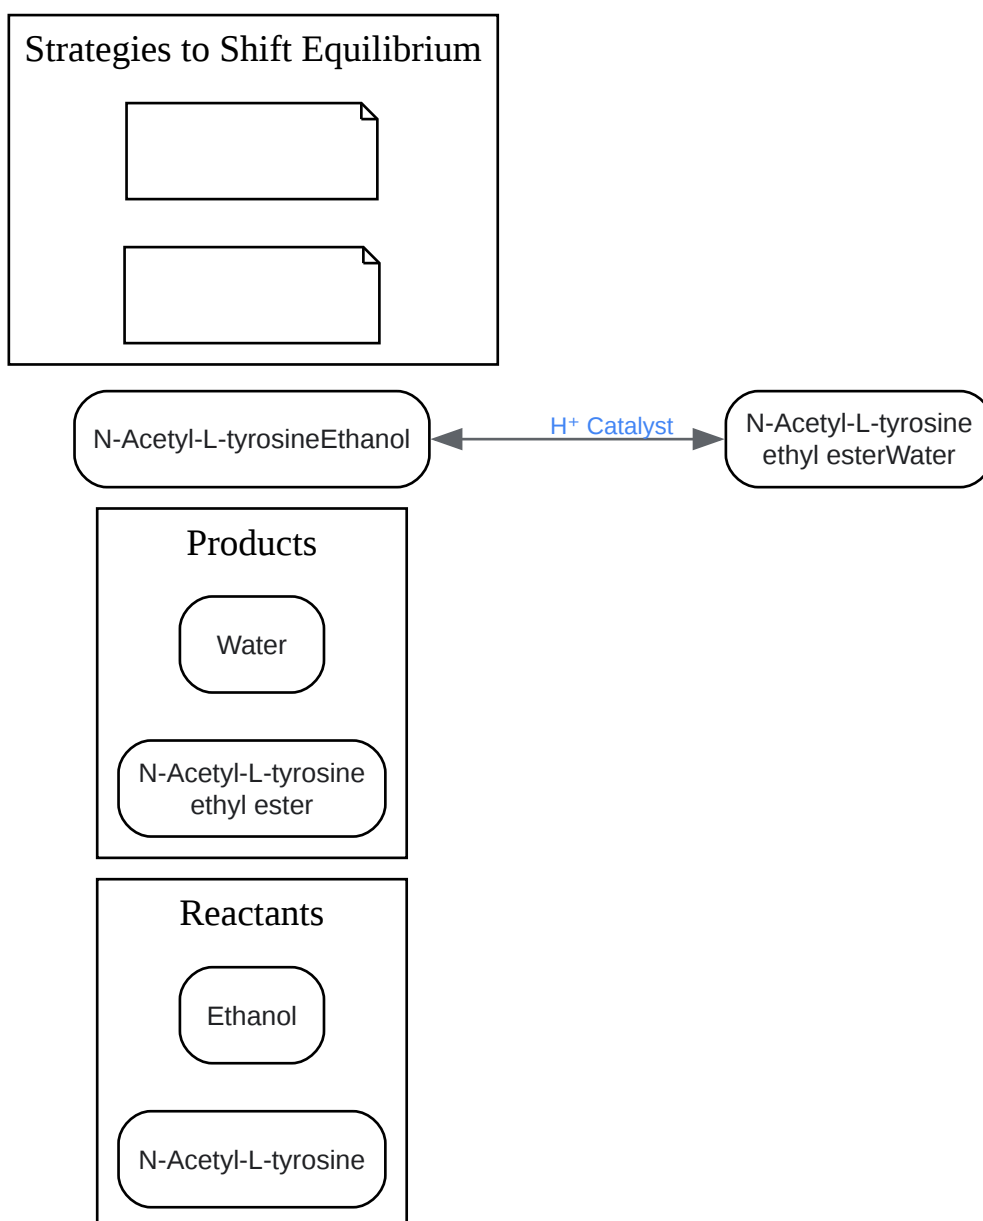 Strategies to Shift Equilibrium
N-Acetyl-L-tyrosineEthanol
H⁺ Catalyst
N-Acetyl-L-tyrosine
ethyl esterWater
Products
Water
N-Acetyl-L-tyrosine
ethyl ester
Reactants
Ethanol
N-Acetyl-L-tyrosine